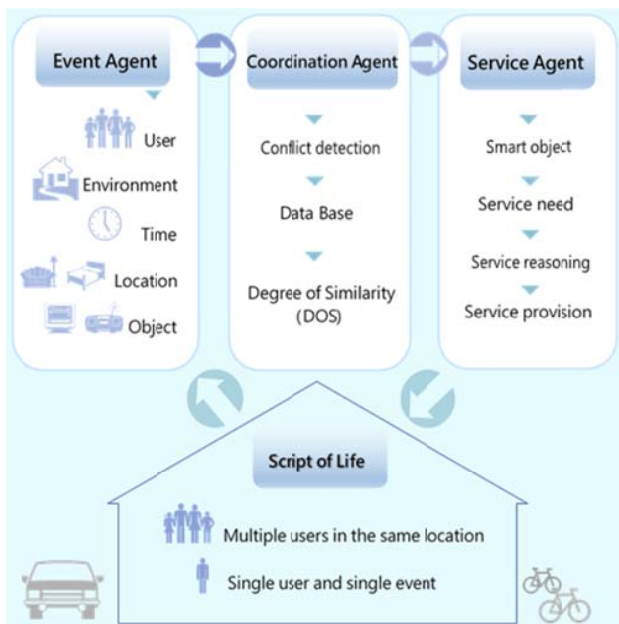 Event Agent
User
Environment
Time
Location
Object
Coordination Agent
Conflict detection
Data Base
Degree of Similarity
(DOS)
Service Agent
Smart object
Service need
Service reasoning
Service provision
Script of Life
Multiple users in the same location
Single user and single event